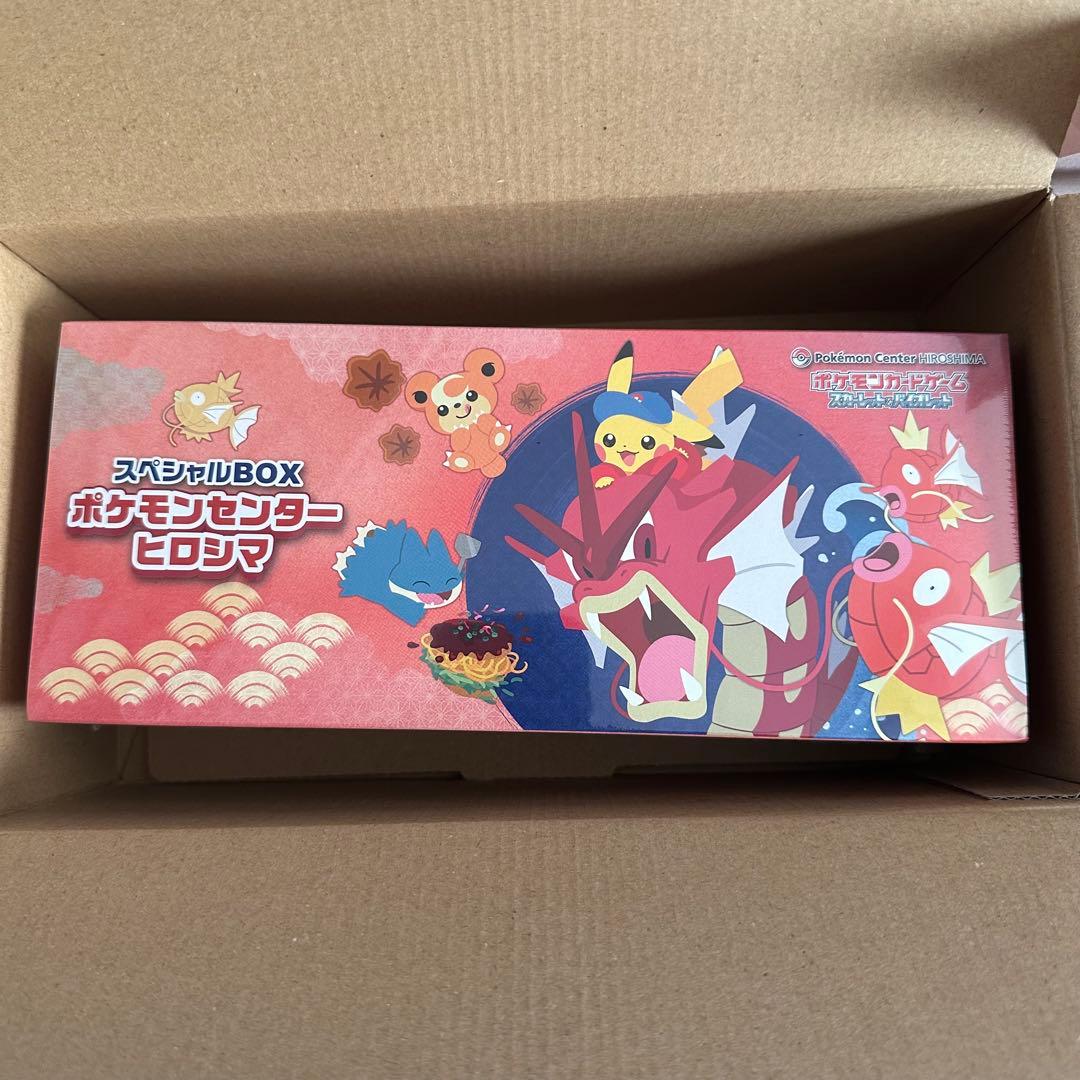 スペシャルBOX
ポケモンセンター
ヒロシマ
Pokémon Center HIROSHIMA
ポケモンカードゲーム
スカーレット&バイオレット